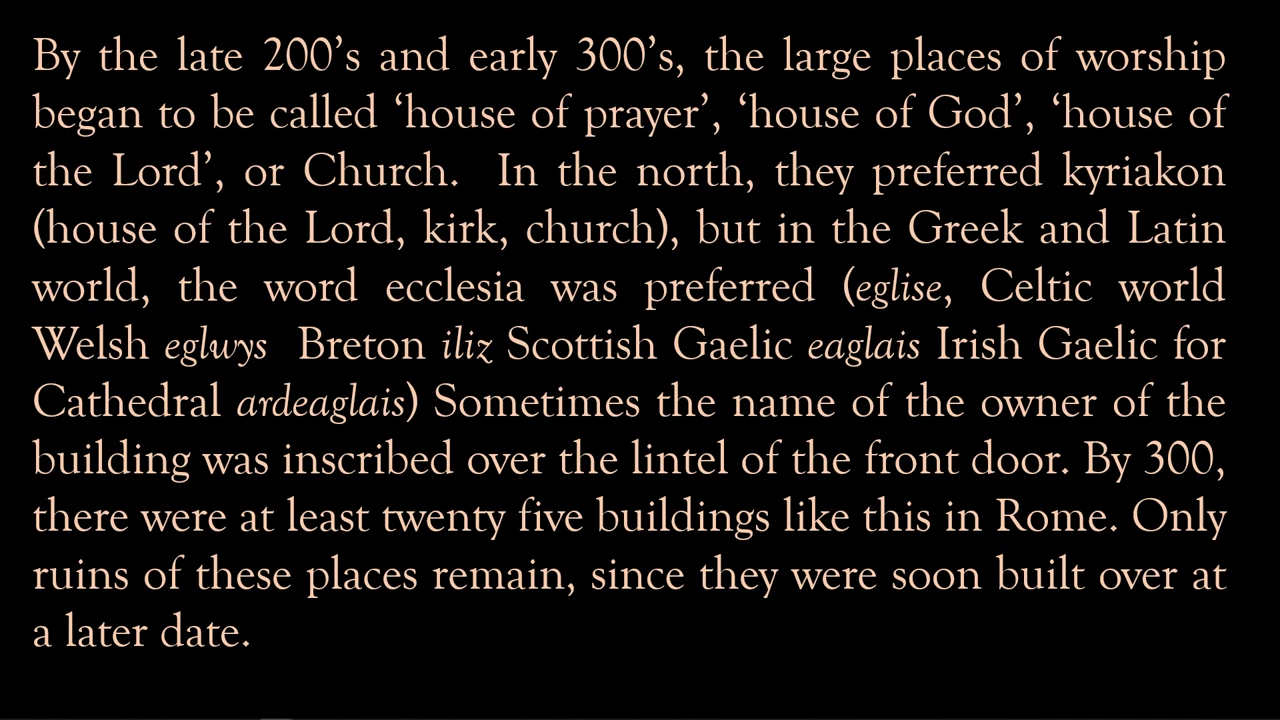 By the late 200’s and early 300’s, the large places of worship
began to be called ‘house of prayer’, ‘house of God’, ‘house of
the Lord’, or Church.  In the north, they preferred kyriakon
(house of the Lord, kirk, church), but in the Greek and Latin
world, the word ecclesia was preferred (eglise, Celtic world
Welsh eglwys  Breton iliz Scottish Gaelic eaglais Irish Gaelic for
Cathedral ardeaglais) Sometimes the name of the owner of the
building was inscribed over the lintel of the front door. By 300,
there were at least twenty five buildings like this in Rome. Only
ruins of these places remain, since they were soon built over at
a later date.